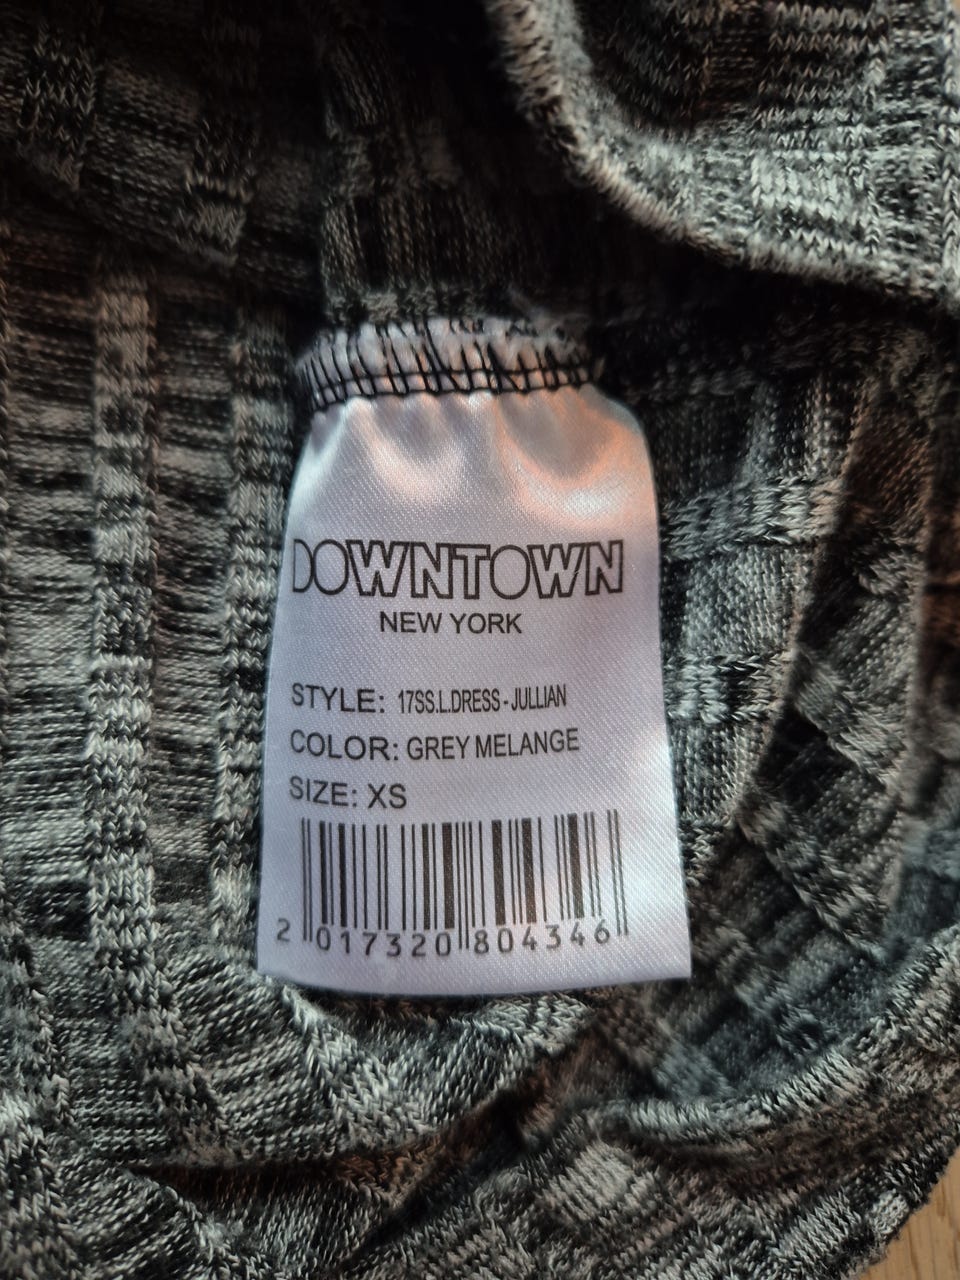 DOWNTOWN
NEW YORK
STYLE: 17SS.L.DRESS-JULLIAN
COLOR: GREY MELANGE
SIZE: XS
2 017320 804346